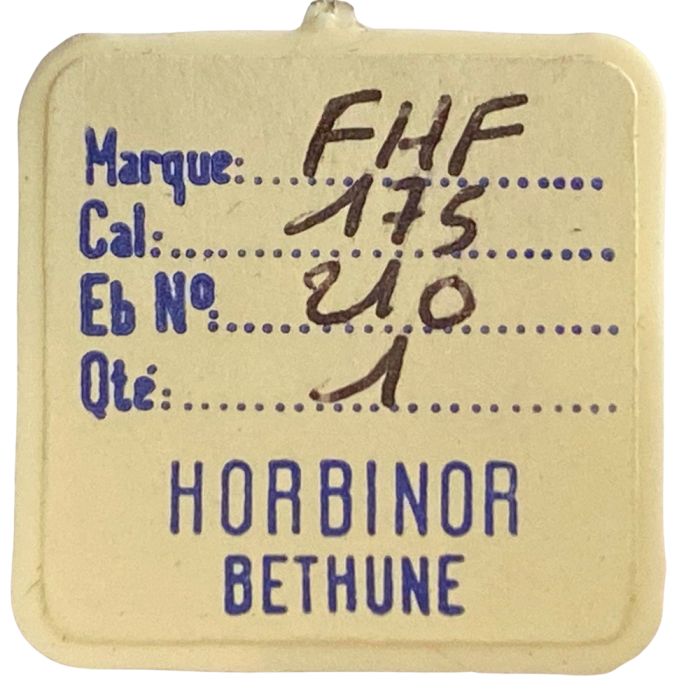 Marque: FHF
Cal: 175
Eb Nº: 210
Qté: 1
HORBINOR
BETHUNE